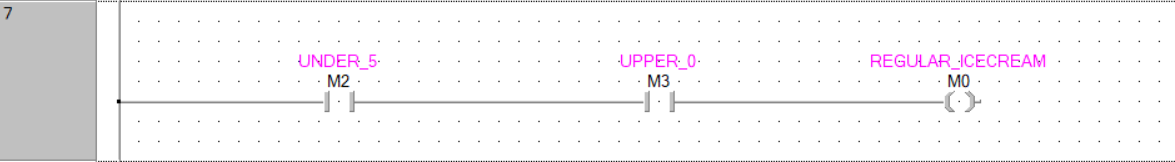 7
UNDER_5 UPPER_0 REGULAR_ICECREAM
M2 M3 M0